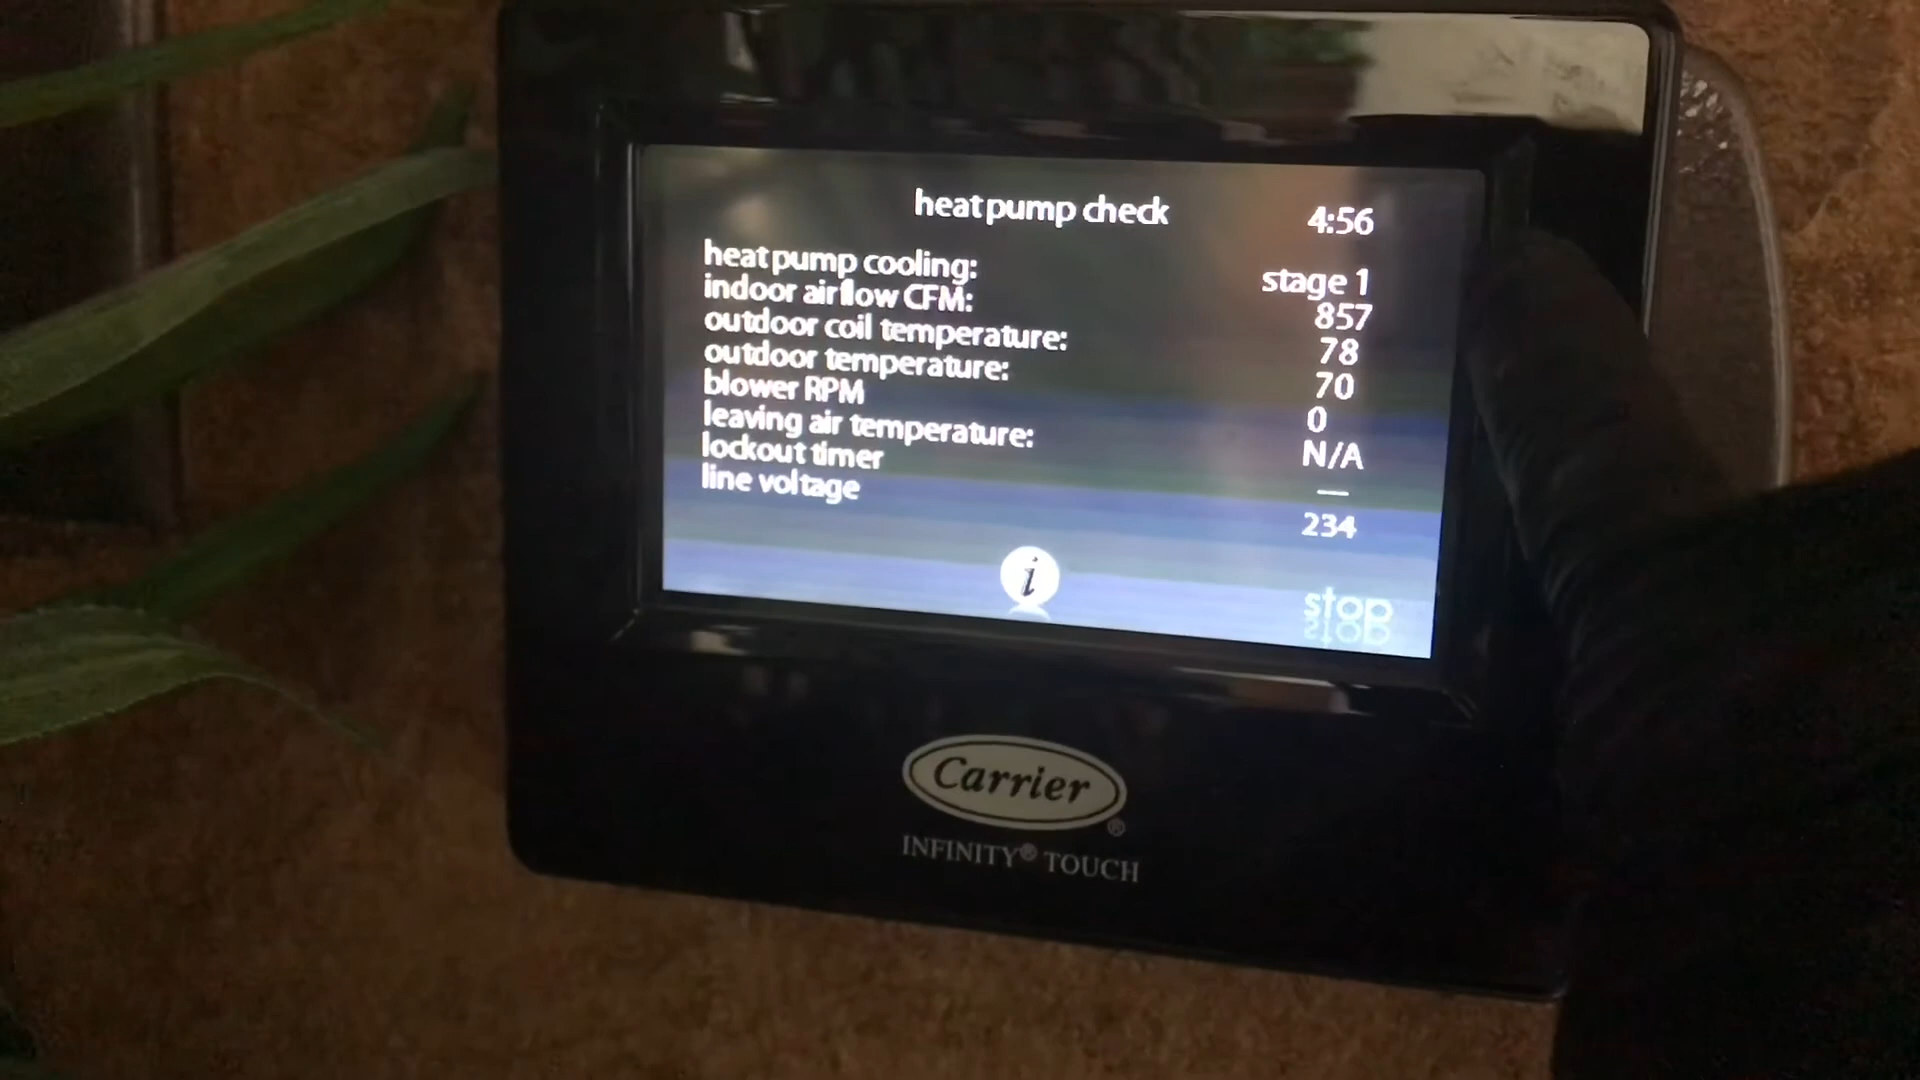 heat pump check 4:56
heat pump cooling: stage 1
indoor airflow CFM: 857
outdoor coil temperature: 78
outdoor temperature: 70
blower RPM 0
leaving air temperature: N/A
lockout timer —
line voltage 234
i
stop
Carrier®
INFINITY® TOUCH